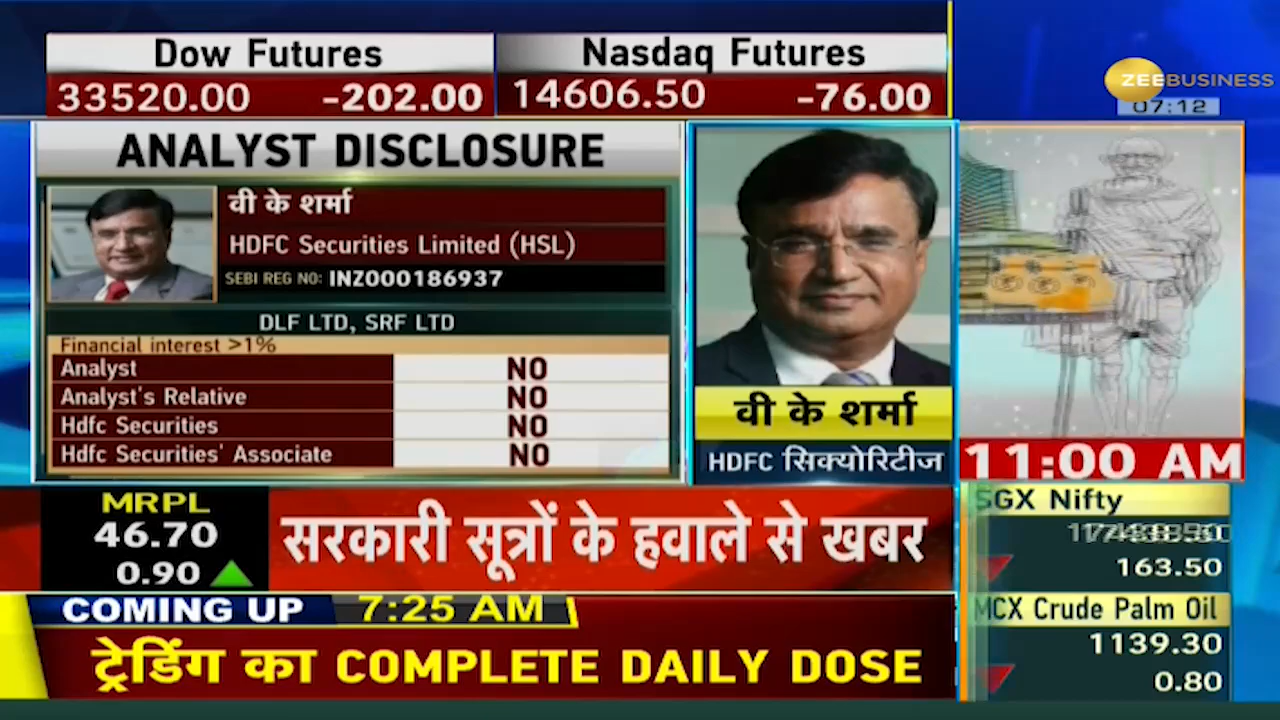 Dow Futures
33520.00 -202.00
Nasdaq Futures
14606.50 -76.00
ZEEBUSINESS
07:12
ANALYST DISCLOSURE
वी के शर्मा
HDFC Securities Limited (HSL)
SEBI REG NO: INZ000186937
DLF LTD, SRF LTD
Financial interest >1%
Analyst NO
Analyst's Relative NO
Hdfc Securities NO
Hdfc Securities' Associate NO
वी के शर्मा
HDFC सिक्योरिटीज
11:00 AM
MRPL
46.70
0.90
सरकारी सूत्रों के हवाले से खबर
SGX Nifty
163.50
MCX Crude Palm Oil
1139.30
0.80
COMING UP 7:25 AM
ट्रेडिंग का COMPLETE DAILY DOSE